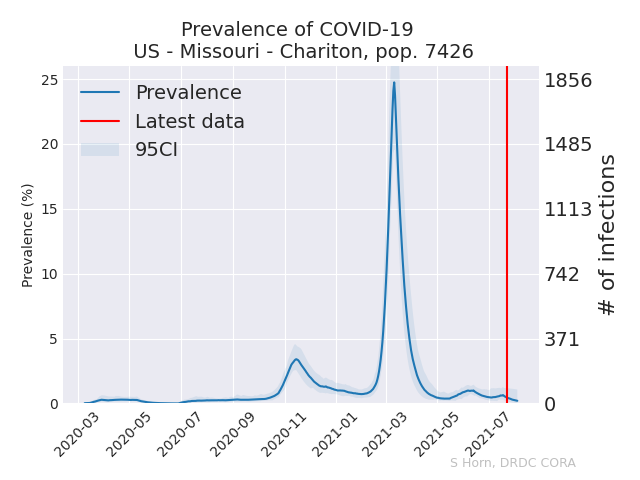 Prevalence of COVID-19
US - Missouri - Chariton, pop. 7426
Prevalence
Latest data
95CI
Prevalence (%)
25
20
15
10
5
0
1856
1485
1113
742
371
0
# of infections
2020-03
2020-05
2020-07
2020-09
2020-11
2021-01
2021-03
2021-05
2021-07
S Horn, DRDC CORA